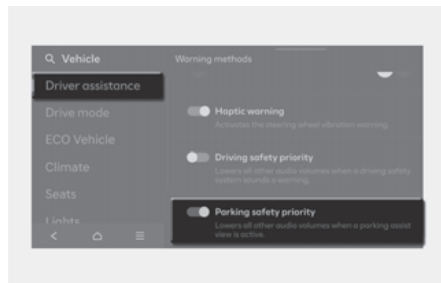 Vehicle
Warning methods
Driver assistance
Drive mode
ECO Vehicle
Climate
Seats
Lights
Haptic warning
Activates the steering wheel vibration warning.
Driving safety priority
Lowers all other audio volumes when a driving safety
system sounds a warning.
Parking safety priority
Lowers all other audio volumes when a parking assist
view is active.